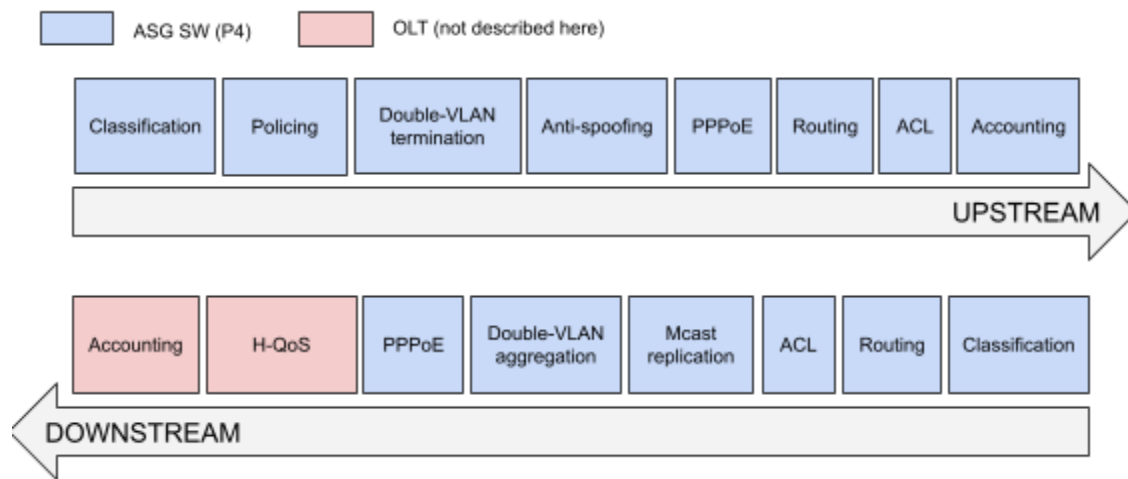 ASG SW (P4)
OLT (not described here)
Classification
Policing
Double-VLAN
termination
Anti-spoofing
PPPoE
Routing
ACL
Accounting
UPSTREAM
Accounting
H-QoS
PPPoE
Double-VLAN
aggregation
Mcast
replication
ACL
Routing
Classification
DOWNSTREAM